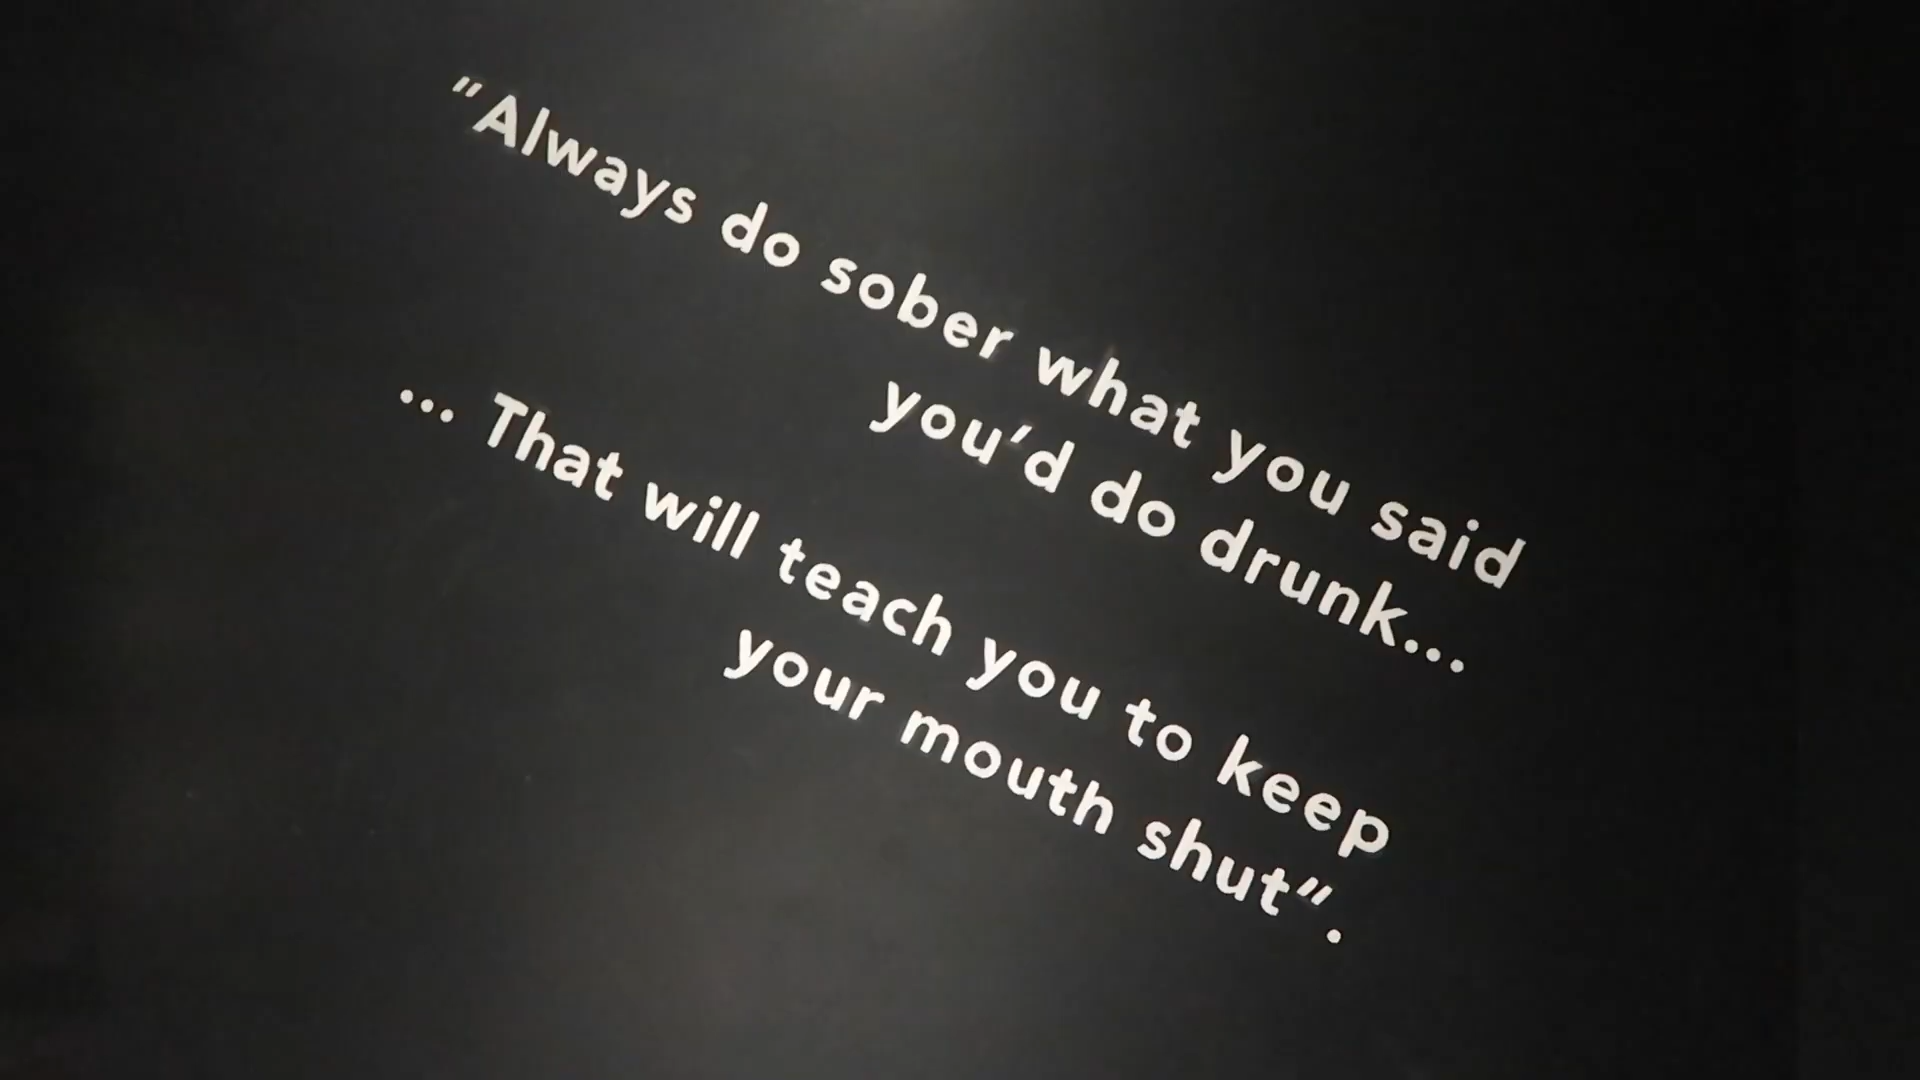 “Always do sober what you said
you’d do drunk...
... That will teach you to keep
your mouth shut”.